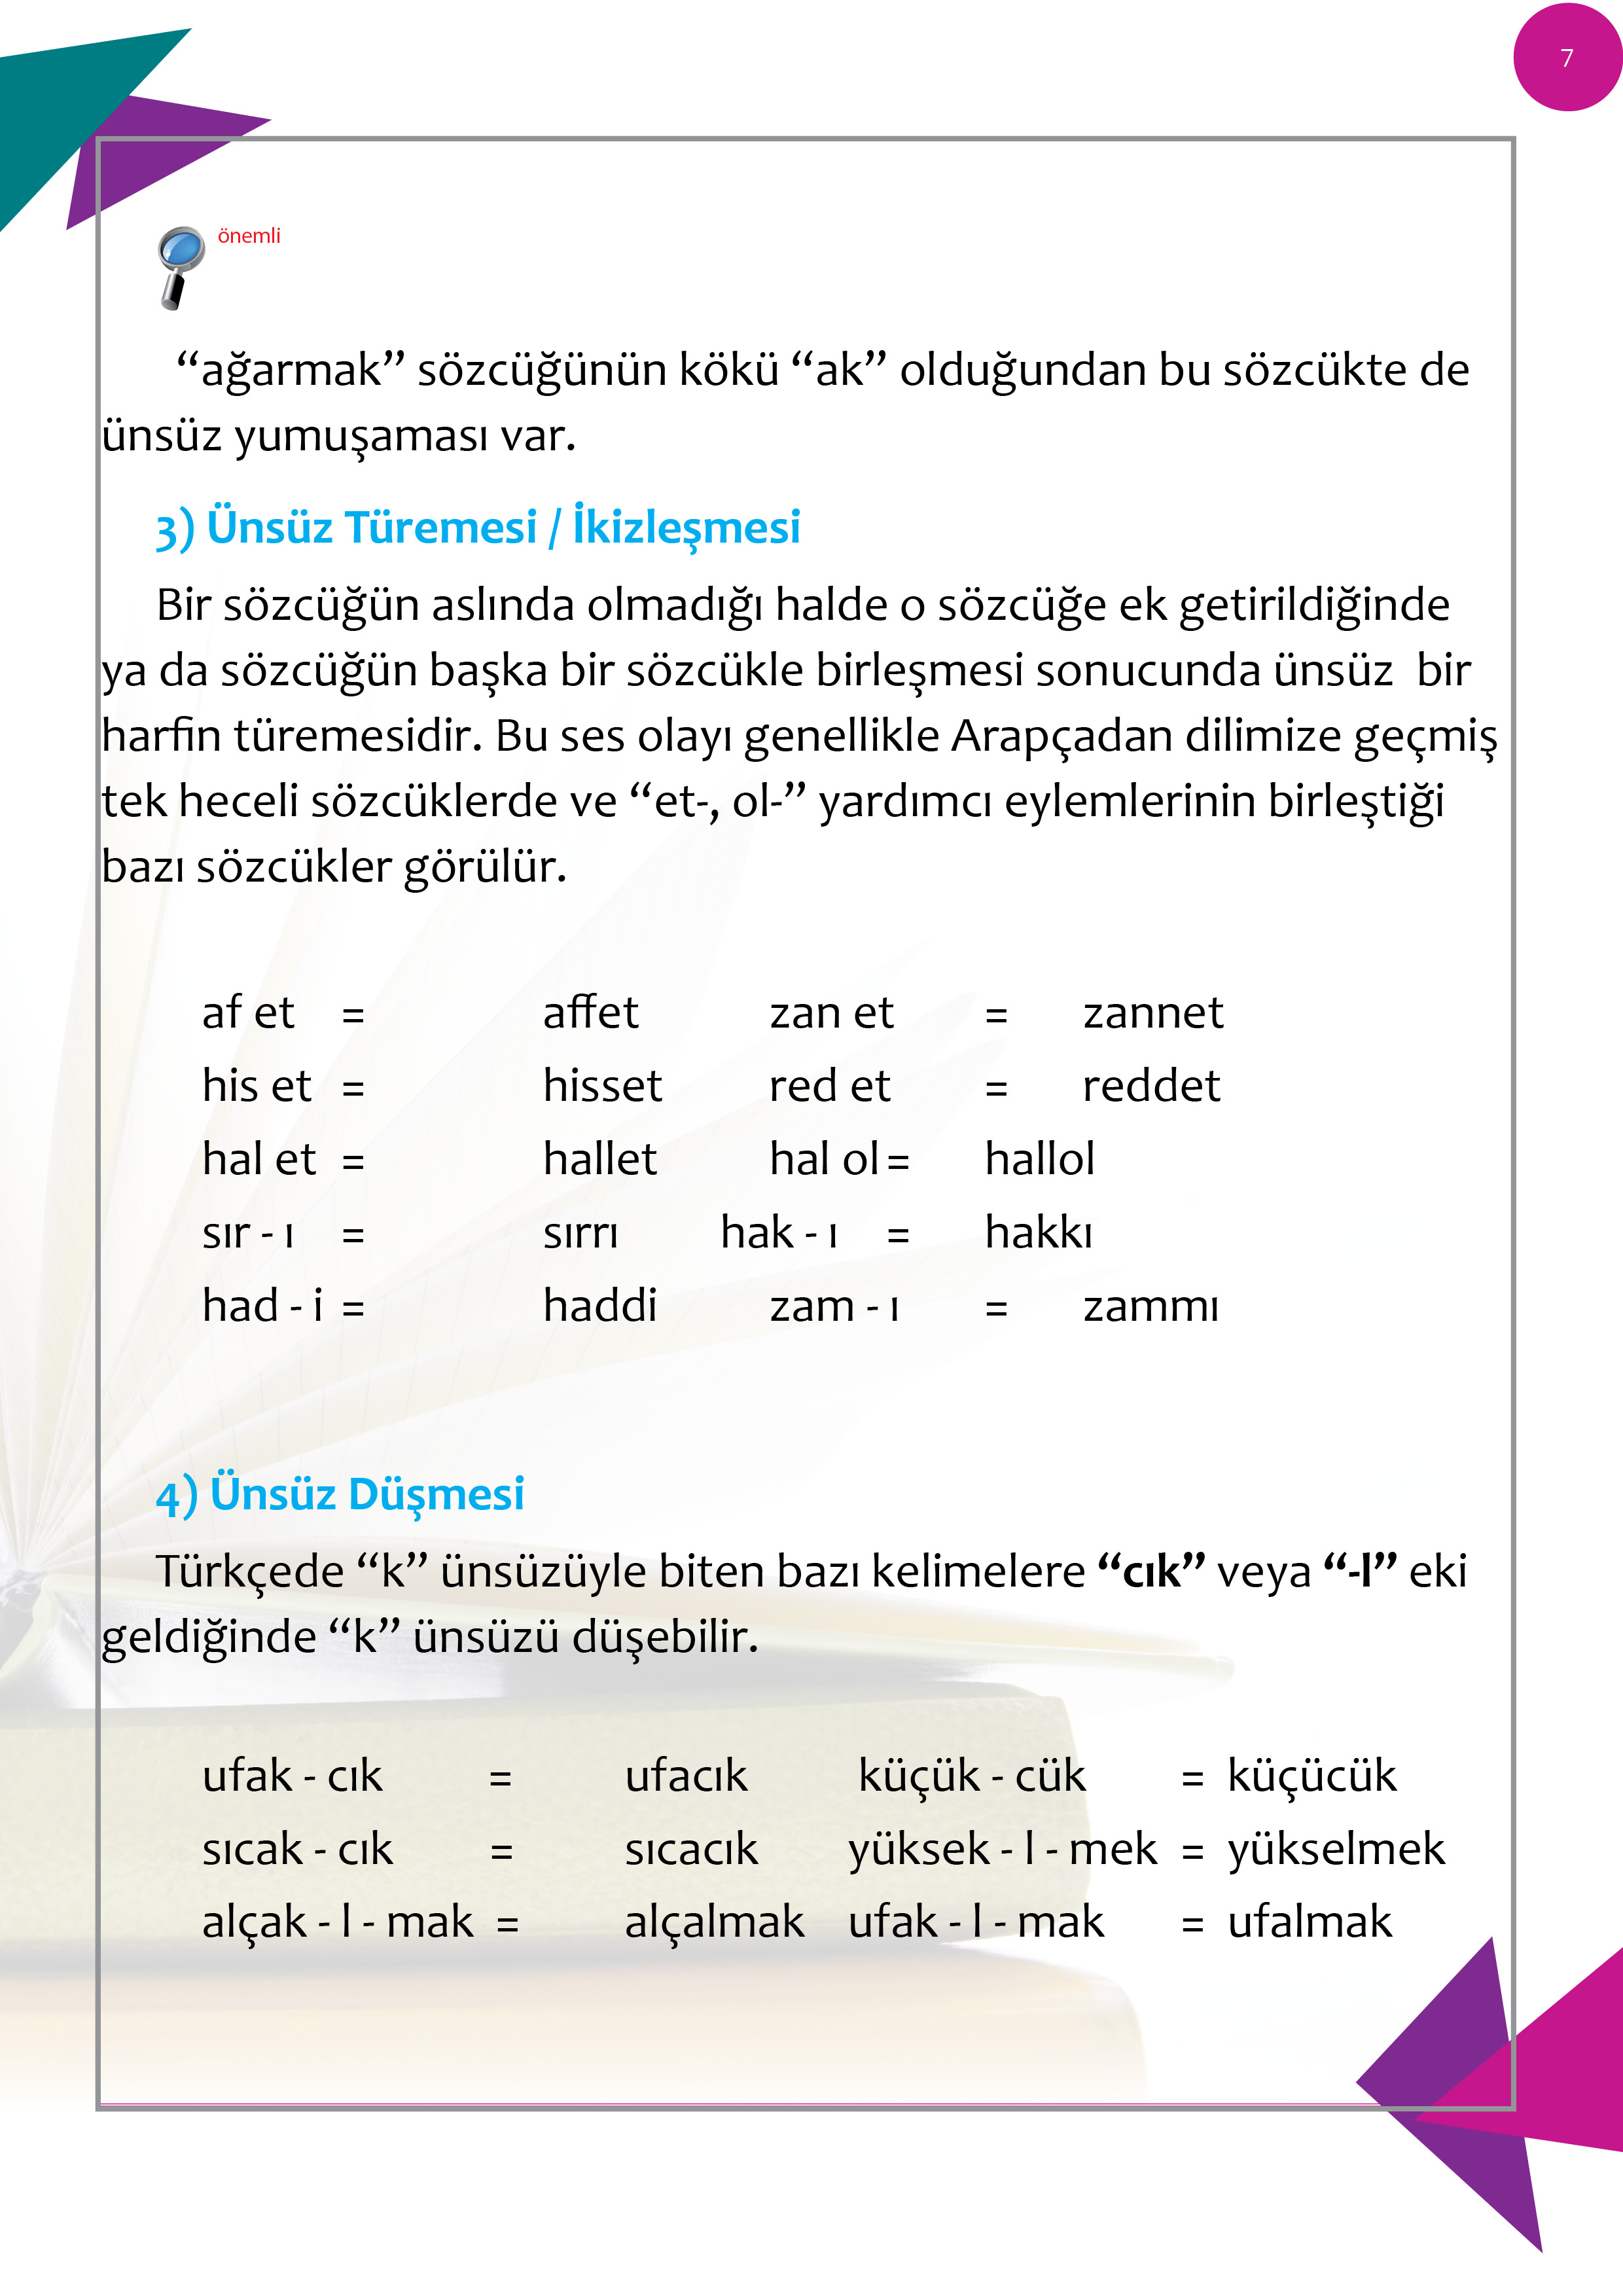 7
önemli
“ağarmak” sözcüğünün kökü “ak” olduğundan bu sözcükte de
ünsüz yumuşaması var.
3) Ünsüz Türemesi / İkizleşmesi
Bir sözcüğün aslında olmadığı halde o sözcüğe ek getirildiğinde
ya da sözcüğün başka bir sözcükle birleşmesi sonucunda ünsüz  bir
harfin türemesidir. Bu ses olayı genellikle Arapçadan dilimize geçmiş
tek heceli sözcüklerde ve “et-, ol-” yardımcı eylemlerinin birleştiği
bazı sözcükler görülür.
af et = affet zan et = zannet
his et = hisset red et = reddet
hal et = hallet hal ol = hallol
sır - ı = sırrı hak - ı = hakkı
had - i = haddi zam - ı = zammı
4) Ünsüz Düşmesi
Türkçede “k” ünsüzüyle biten bazı kelimelere “cık” veya “-l” eki
geldiğinde “k” ünsüzü düşebilir.
ufak - cık = ufacık küçük - cük = küçücük
sıcak - cık = sıcacık yüksek - l - mek = yükselmek
alçak - l - mak = alçalmak ufak - l - mak = ufalmak